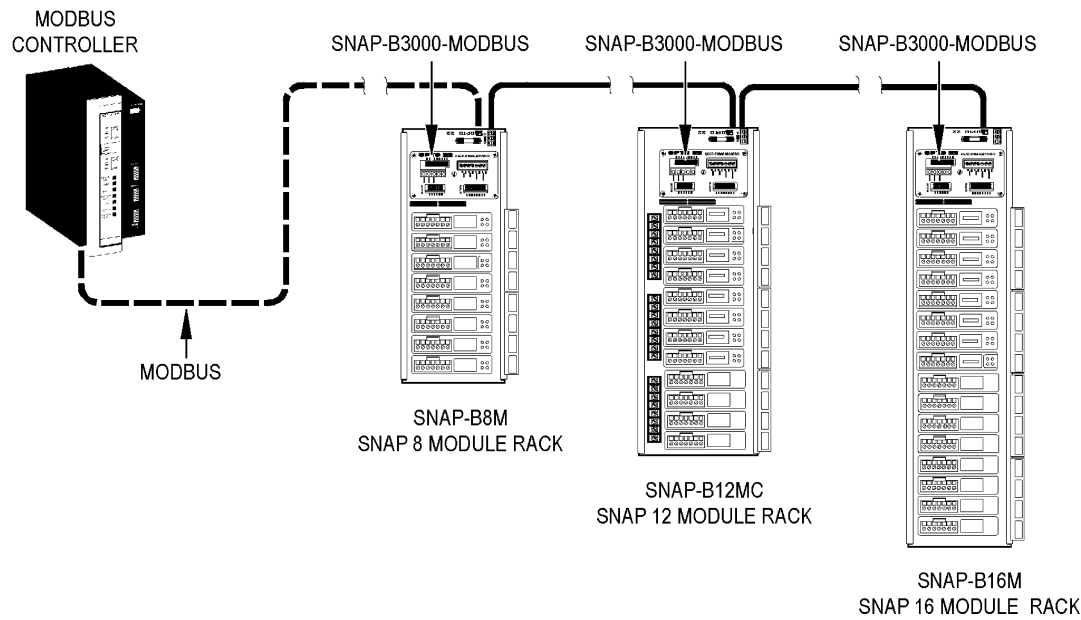 MODBUS
CONTROLLER
SNAP-B3000-MODBUS
SNAP-B3000-MODBUS
SNAP-B3000-MODBUS
MODBUS
SNAP-B8M
SNAP 8 MODULE RACK
SNAP-B12MC
SNAP 12 MODULE RACK
SNAP-B16M
SNAP 16 MODULE RACK